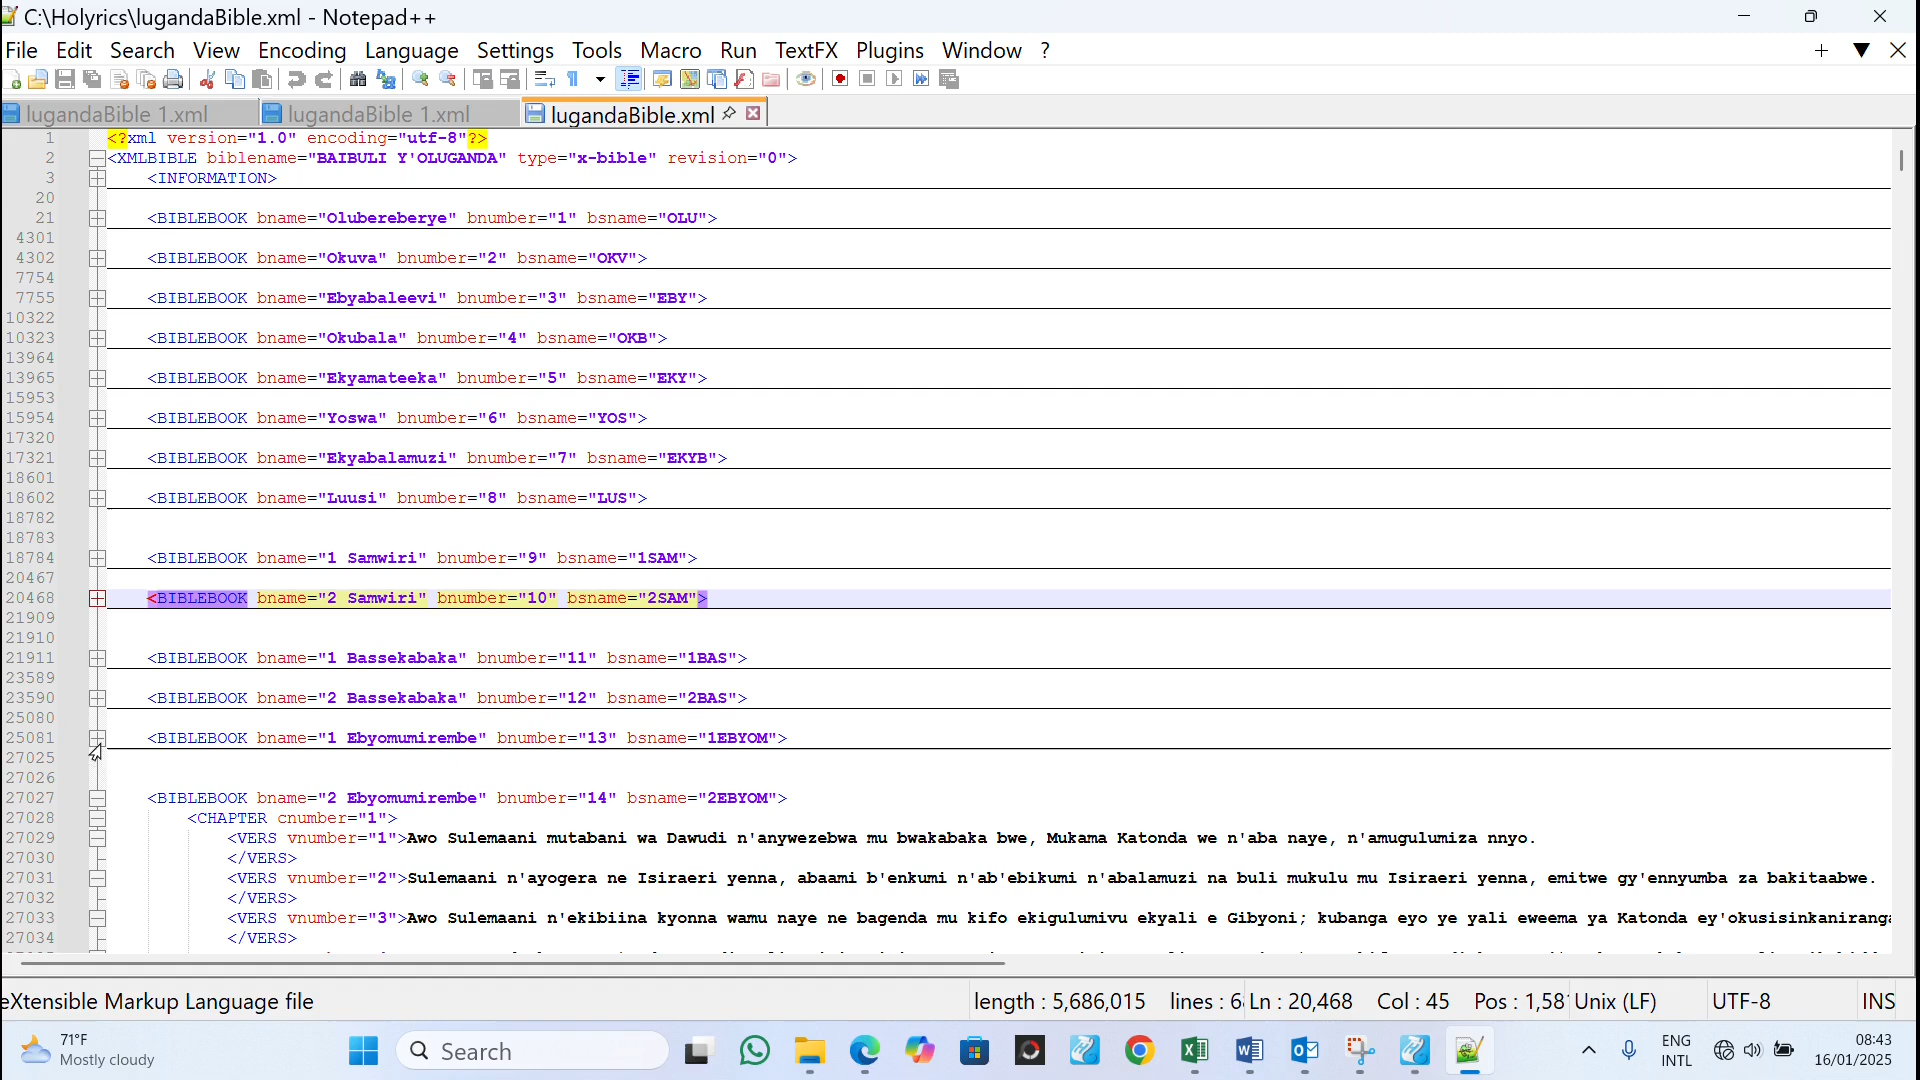 C:\Holyrics\lugandaBible.xml - Notepad++
File Edit Search View Encoding Language Settings Tools Macro Run TextFX Plugins Window ?
lugandaBible 1.xml lugandaBible 1.xml lugandaBible.xml
1 <?xml version="1.0" encoding="utf-8"?>
2 <XMLBIBLE biblename="BAIBULI Y'OLUGANDA" type="x-bible" revision="0">
3 <INFORMATION>
20
21 <BIBLEBOOK bname="Olubereberye" bnumber="1" bsname="OLU">
4301
4302 <BIBLEBOOK bname="Okuva" bnumber="2" bsname="OKV">
7754
7755 <BIBLEBOOK bname="Ebyabaleevi" bnumber="3" bsname="EBY">
10322
10323 <BIBLEBOOK bname="Okubala" bnumber="4" bsname="OKB">
13964
13965 <BIBLEBOOK bname="Ekyamateeka" bnumber="5" bsname="EKY">
15953
15954 <BIBLEBOOK bname="Yoswa" bnumber="6" bsname="YOS">
17320
17321 <BIBLEBOOK bname="Ekyabalamuzi" bnumber="7" bsname="EKYB">
18601
18602 <BIBLEBOOK bname="Luusi" bnumber="8" bsname="LUS">
18782
18783
18784 <BIBLEBOOK bname="1 Samwiri" bnumber="9" bsname="1SAM">
20467
20468 <BIBLEBOOK bname="2 Samwiri" bnumber="10" bsname="2SAM">
21909
21910
21911 <BIBLEBOOK bname="1 Bassekabaka" bnumber="11" bsname="1BAS">
23589
23590 <BIBLEBOOK bname="2 Bassekabaka" bnumber="12" bsname="2BAS">
25080
25081 <BIBLEBOOK bname="1 Ebyomumirembe" bnumber="13" bsname="1EBYOM">
27025
27026
27027 <BIBLEBOOK bname="2 Ebyomumirembe" bnumber="14" bsname="2EBYOM">
27028 <CHAPTER cnumber="1">
27029 <VERS vnumber="1">Awo Sulemaani mutabani wa Dawudi n'anywezebwa mu bwakabaka bwe, Mukama Katonda we n'aba naye, n'amugulumiza nnyo.
27030 </VERS>
27031 <VERS vnumber="2">Sulemaani n'ayogera ne Isiraeri yenna, abaami b'enkumi n'ab'ebikumi n'abalamuzi na buli mukulu mu Isiraeri yenna, emitwe gy'ennyumba za bakitaabwe.
27032 </VERS>
27033 <VERS vnumber="3">Awo Sulemaani n'ekibiina kyonna wamu naye ne bagenda mu kifo ekigulumivu ekyali e Gibyoni; kubanga eyo ye yali eweema ya Katonda ey'okusisinkaniranga
27034 </VERS>
eXtensible Markup Language file length : 5,686,015 lines : 6 Ln : 20,468 Col : 45 Pos : 1,58 Unix (LF) UTF-8 INS
71°F
Mostly cloudy
Search
ENG
INTL
08:43
16/01/2025